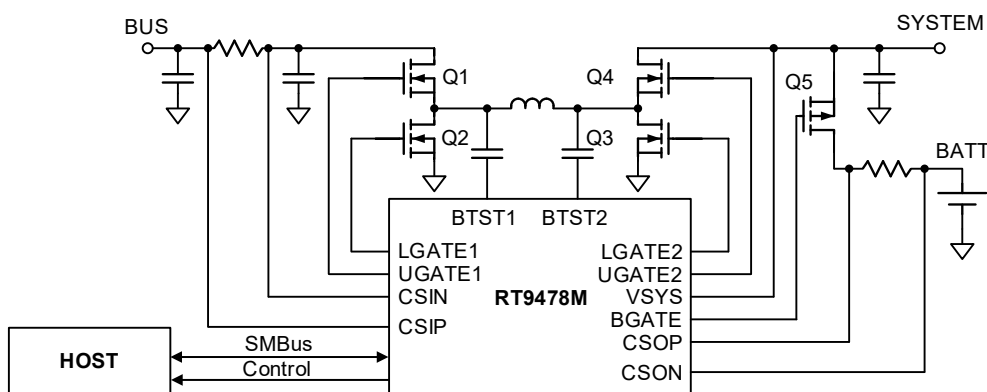 BUS
SYSTEM
Q1
Q4
Q5
Q2
Q3
BATT
BTST1
BTST2
LGATE1
LGATE2
UGATE1
UGATE2
CSIN
RT9478M
VSYS
CSIP
BGATE
HOST
SMBus
CSOP
Control
CSON